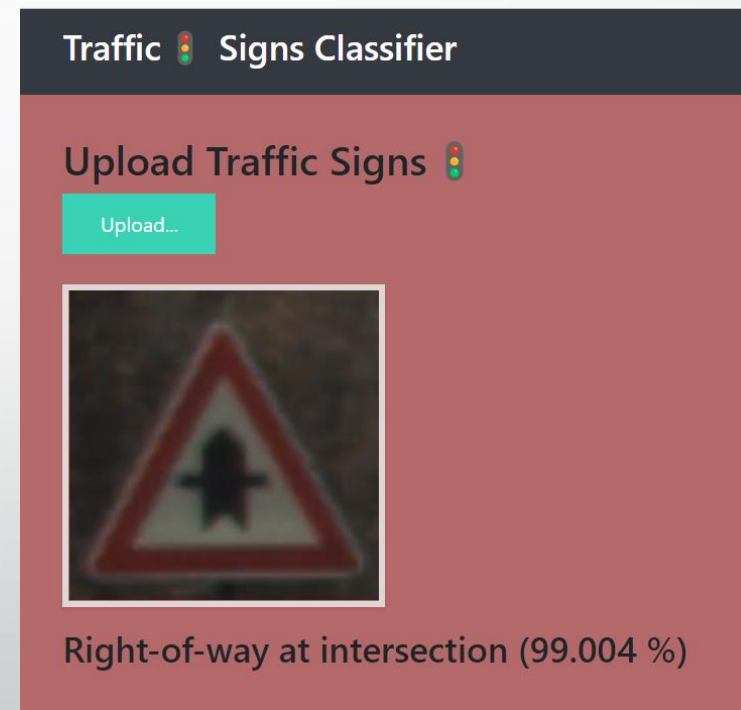 Traffic 🚦 Signs Classifier
Upload Traffic Signs 🚦
Upload...
Right-of-way at intersection (99.004 %)